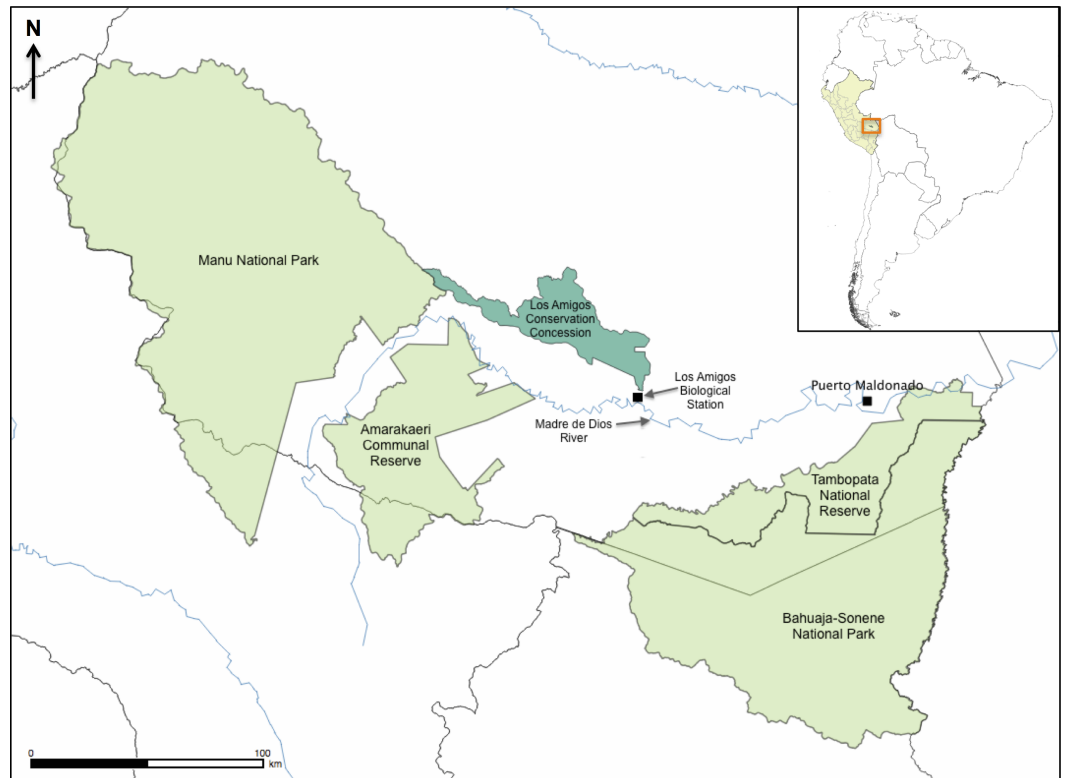 N
Manu National Park
Los Amigos
Conservation
Concession
Los Amigos
Biological
Station
Puerto Maldonado
Madre de Dios
River
Amarakaeri
Communal
Reserve
Tambopata
National
Reserve
Bahuaja-Sonene
National Park
0
100
km